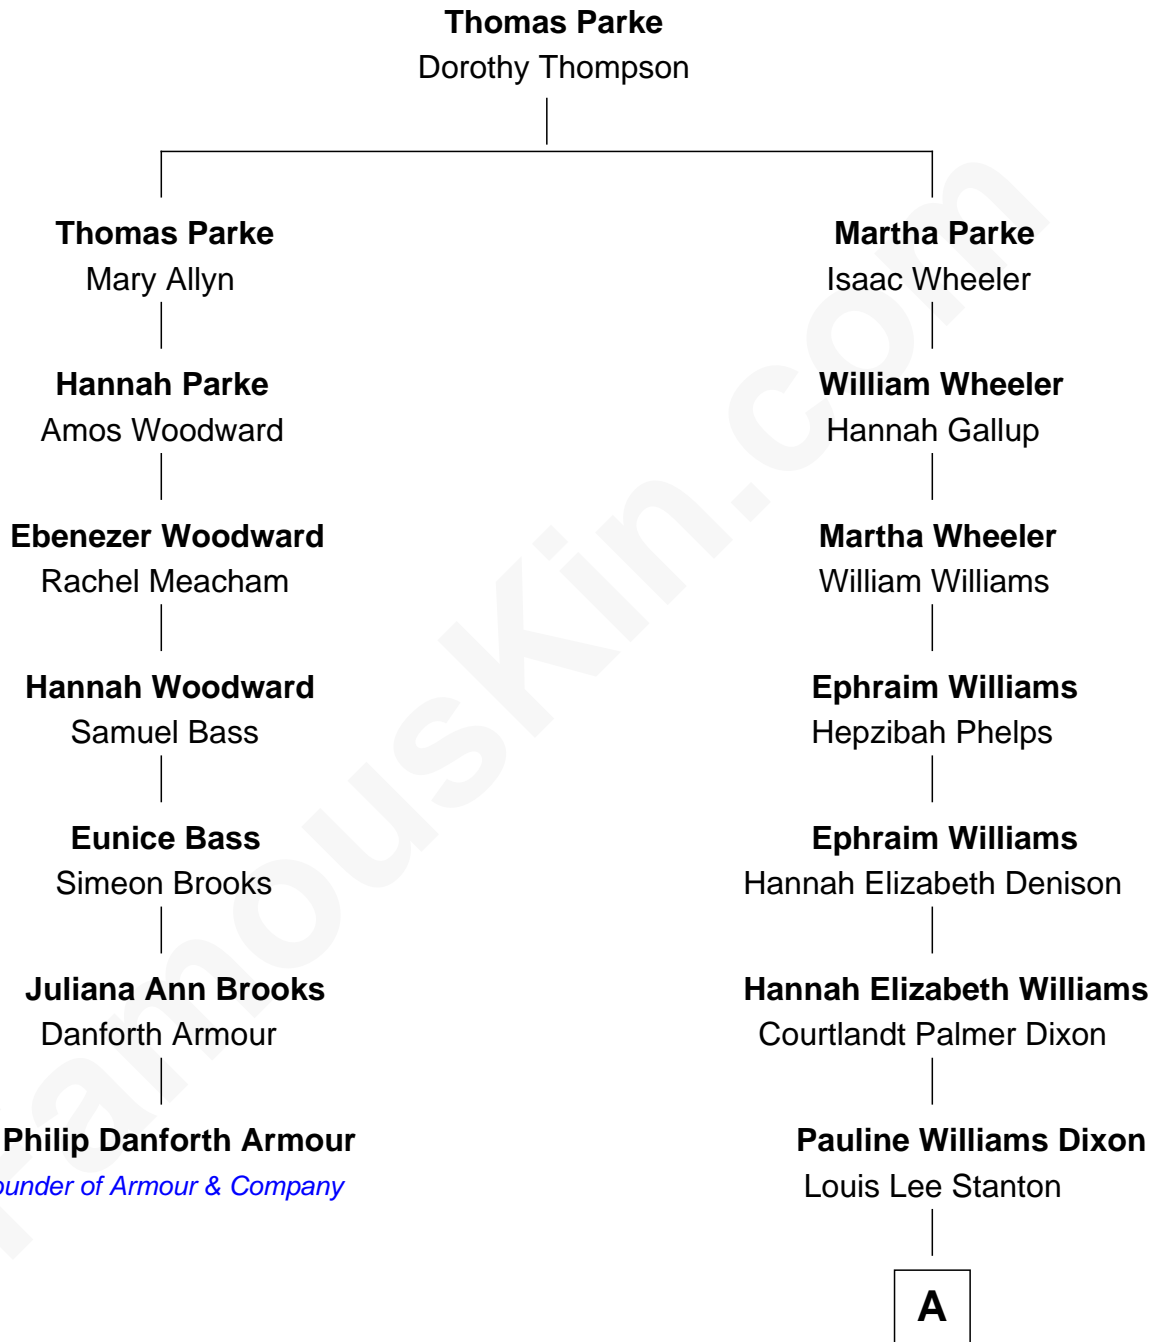 Thomas Parke
Dorothy Thompson
Thomas Parke
Mary Allyn
Hannah Parke
Amos Woodward
Ebenezer Woodward
Rachel Meacham
Hannah Woodward
Samuel Bass
Eunice Bass
Simeon Brooks
Juliana Ann Brooks
Danforth Armour
Philip Danforth Armour
ounder of Armour & Company
Martha Parke
Isaac Wheeler
William Wheeler
Hannah Gallup
Martha Wheeler
William Williams
Ephraim Williams
Hepzibah Phelps
Ephraim Williams
Hannah Elizabeth Denison
Hannah Elizabeth Williams
Courtlandt Palmer Dixon
Pauline Williams Dixon
Louis Lee Stanton
A
FamousKin.com